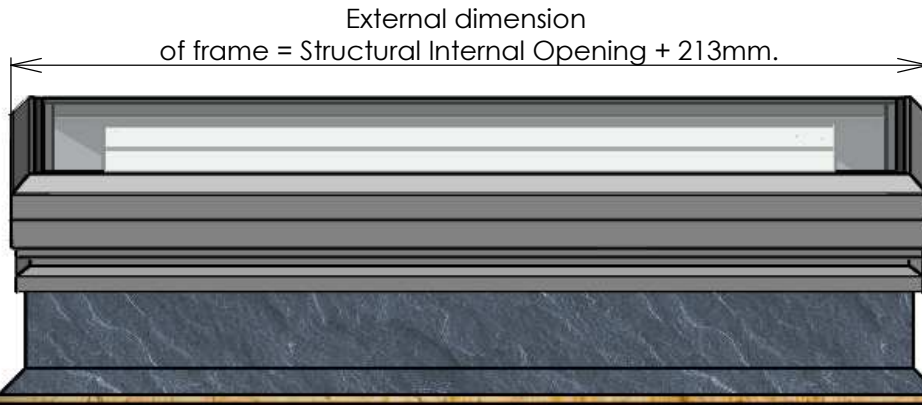 External dimension
of frame = Structural Internal Opening + 213mm.